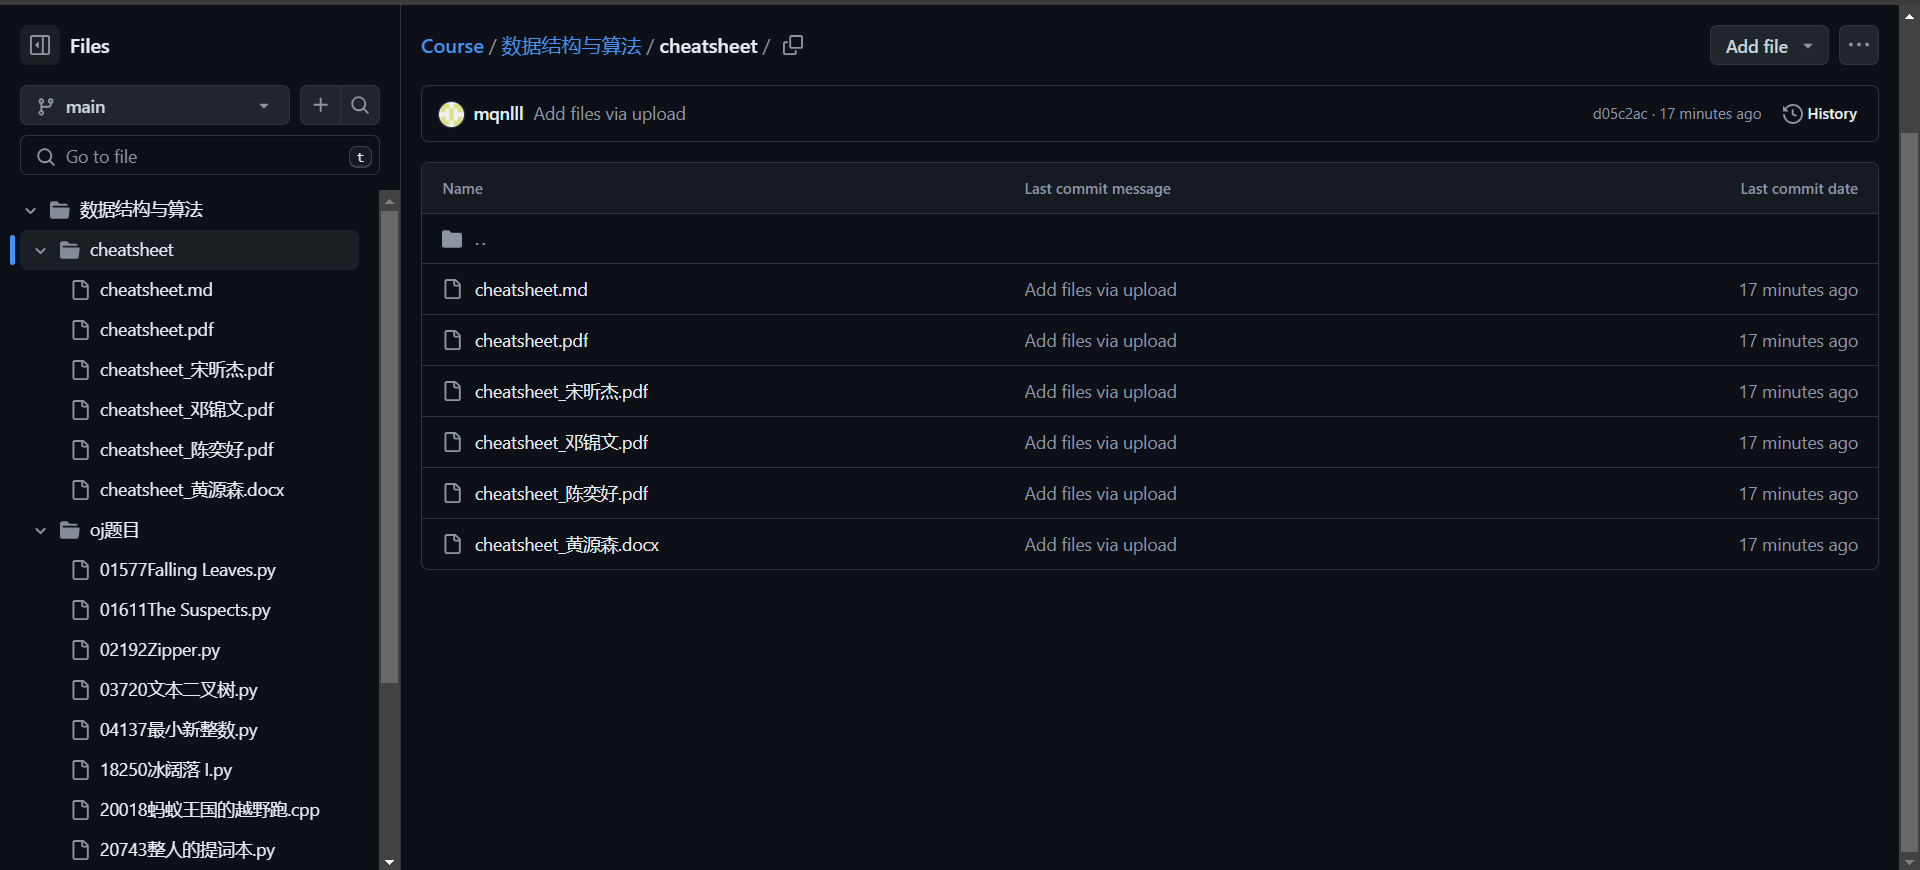 Files
main
Go to file
t
数据结构与算法
cheatsheet
cheatsheet.md
cheatsheet.pdf
cheatsheet_宋昕杰.pdf
cheatsheet_邓锦文.pdf
cheatsheet_陈奕好.pdf
cheatsheet_黄源森.docx
oj题目
01577Falling Leaves.py
01611The Suspects.py
02192Zipper.py
03720文本二叉树.py
04137最小新整数.py
18250冰阔落 I.py
20018蚂蚁王国的越野跑.cpp
20743整人的提词本.py
Course / 数据结构与算法 / cheatsheet /
Add file
mqnlll Add files via upload
d05c2ac · 17 minutes ago
History
Name Last commit message Last commit date
..
cheatsheet.md Add files via upload 17 minutes ago
cheatsheet.pdf Add files via upload 17 minutes ago
cheatsheet_宋昕杰.pdf Add files via upload 17 minutes ago
cheatsheet_邓锦文.pdf Add files via upload 17 minutes ago
cheatsheet_陈奕好.pdf Add files via upload 17 minutes ago
cheatsheet_黄源森.docx Add files via upload 17 minutes ago